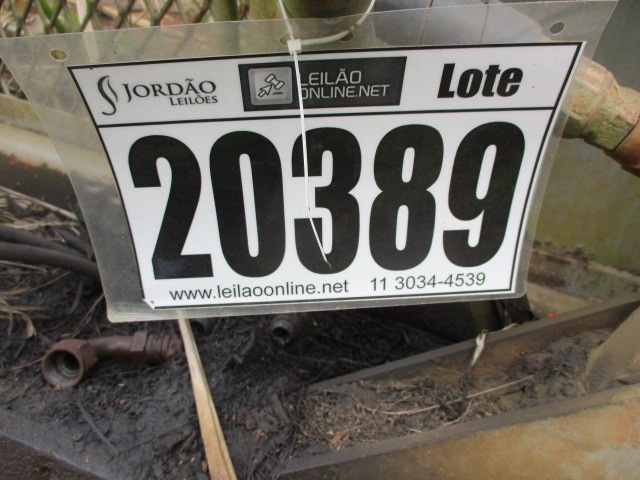 JORDÃO LEILÕES LEILÃO ONLINE.NET Lote
20389
www.leilaoonline.net 11 3034-4539